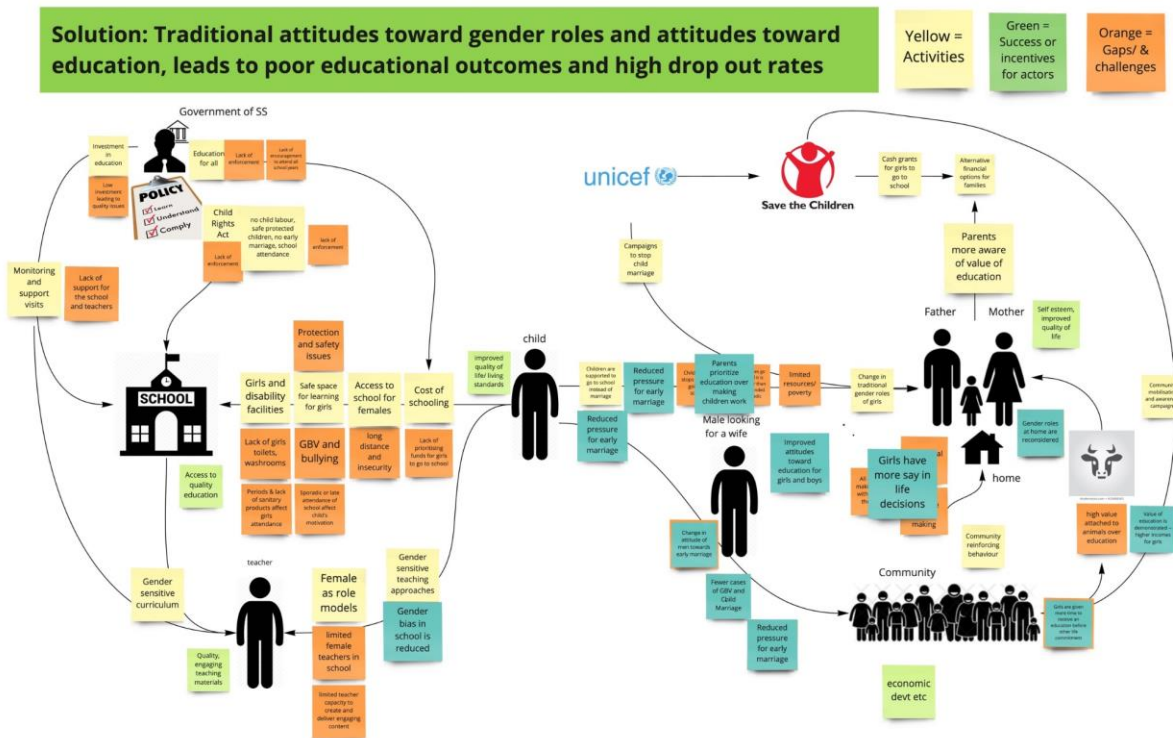 Solution: Traditional attitudes toward gender roles and attitudes toward
education, leads to poor educational outcomes and high drop out rates
Yellow =
Activities
Green =
Success or
incentives
for actors
Orange =
Gaps/ &
challenges
Government of SS
Investment
in
education
Low
investment
leading to
quality issues
Education
for all
Lack of
enforcement
Lack of
encouragement
to attend all
school years
POLICY
Learn
Understand
Comply
Child
Rights
Act
no child labour,
safe protected
children, no early
marriage, school
attendance
Lack of
enforcement
lack of
enforcement
Monitoring
and
support
visits
Lack of
support for
the school
and teachers
SCHOOL
Access to
quality
education
Protection
and safety
issues
Girls and
disability
facilities
Safe space
for learning
for girls
Access to
school for
females
Cost of
schooling
Lack of girls
toilets,
washrooms
GBV and
bullying
long
distance
and
insecurity
Lack of
prioritising
funds for girls
to go to school
Periods & lack
of sanitary
products affect
girls
attendance
Sporadic or late
attendance of
school affect
child's
motivation
Gender
sensitive
curriculum
teacher
Quality,
engaging
teaching
materials
Female
as role
models
limited
female
teachers in
school
limited teacher
capacity to
create and
deliver engaging
content
Gender
sensitive
teaching
approaches
Gender
bias in
school is
reduced
child
Improved
quality of
life/ living
standards
unicef
Save the Children
Cash grants
for girls to
go to
school
Alternative
financial
options for
families
Campaigns
to stop
child
marriage
Parents
more aware
of value of
education
Father
Mother
Self esteem,
improved
quality of
life
Children are
supported to
go to school
instead of
marriage
Reduced
pressure for
early
marriage
Parents
prioritize
education over
making
children work
limited
resources/
poverty
Change in
traditional
gender roles
of girls
Reduced
pressure
for early
marriage
Male looking
for a wife
Improved
attitudes
toward
education for
girls and boys
Girls have
more say in
life
decisions
making
home
Gender roles
at home are
reconsidered
mobilisation
and
campaign
high value
attached to
animals over
education
Value of
education is
demonstrated –
higher incomes
for girls
Change in
attitude of
men towards
early marriage
Fewer cases
of GBV and
Child
Marriage
Reduced
pressure
for early
marriage
Community
reinforcing
behaviour
Community
Girls are given
more time to
education before
other life
commitments
economic
devt etc